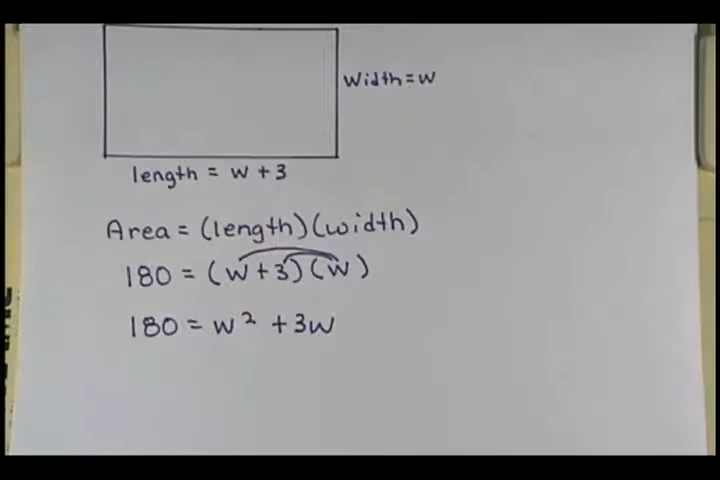 Width = W
length = W + 3
Area = (length)(width)
180 = (W + 3)(W)
180 = W² + 3W